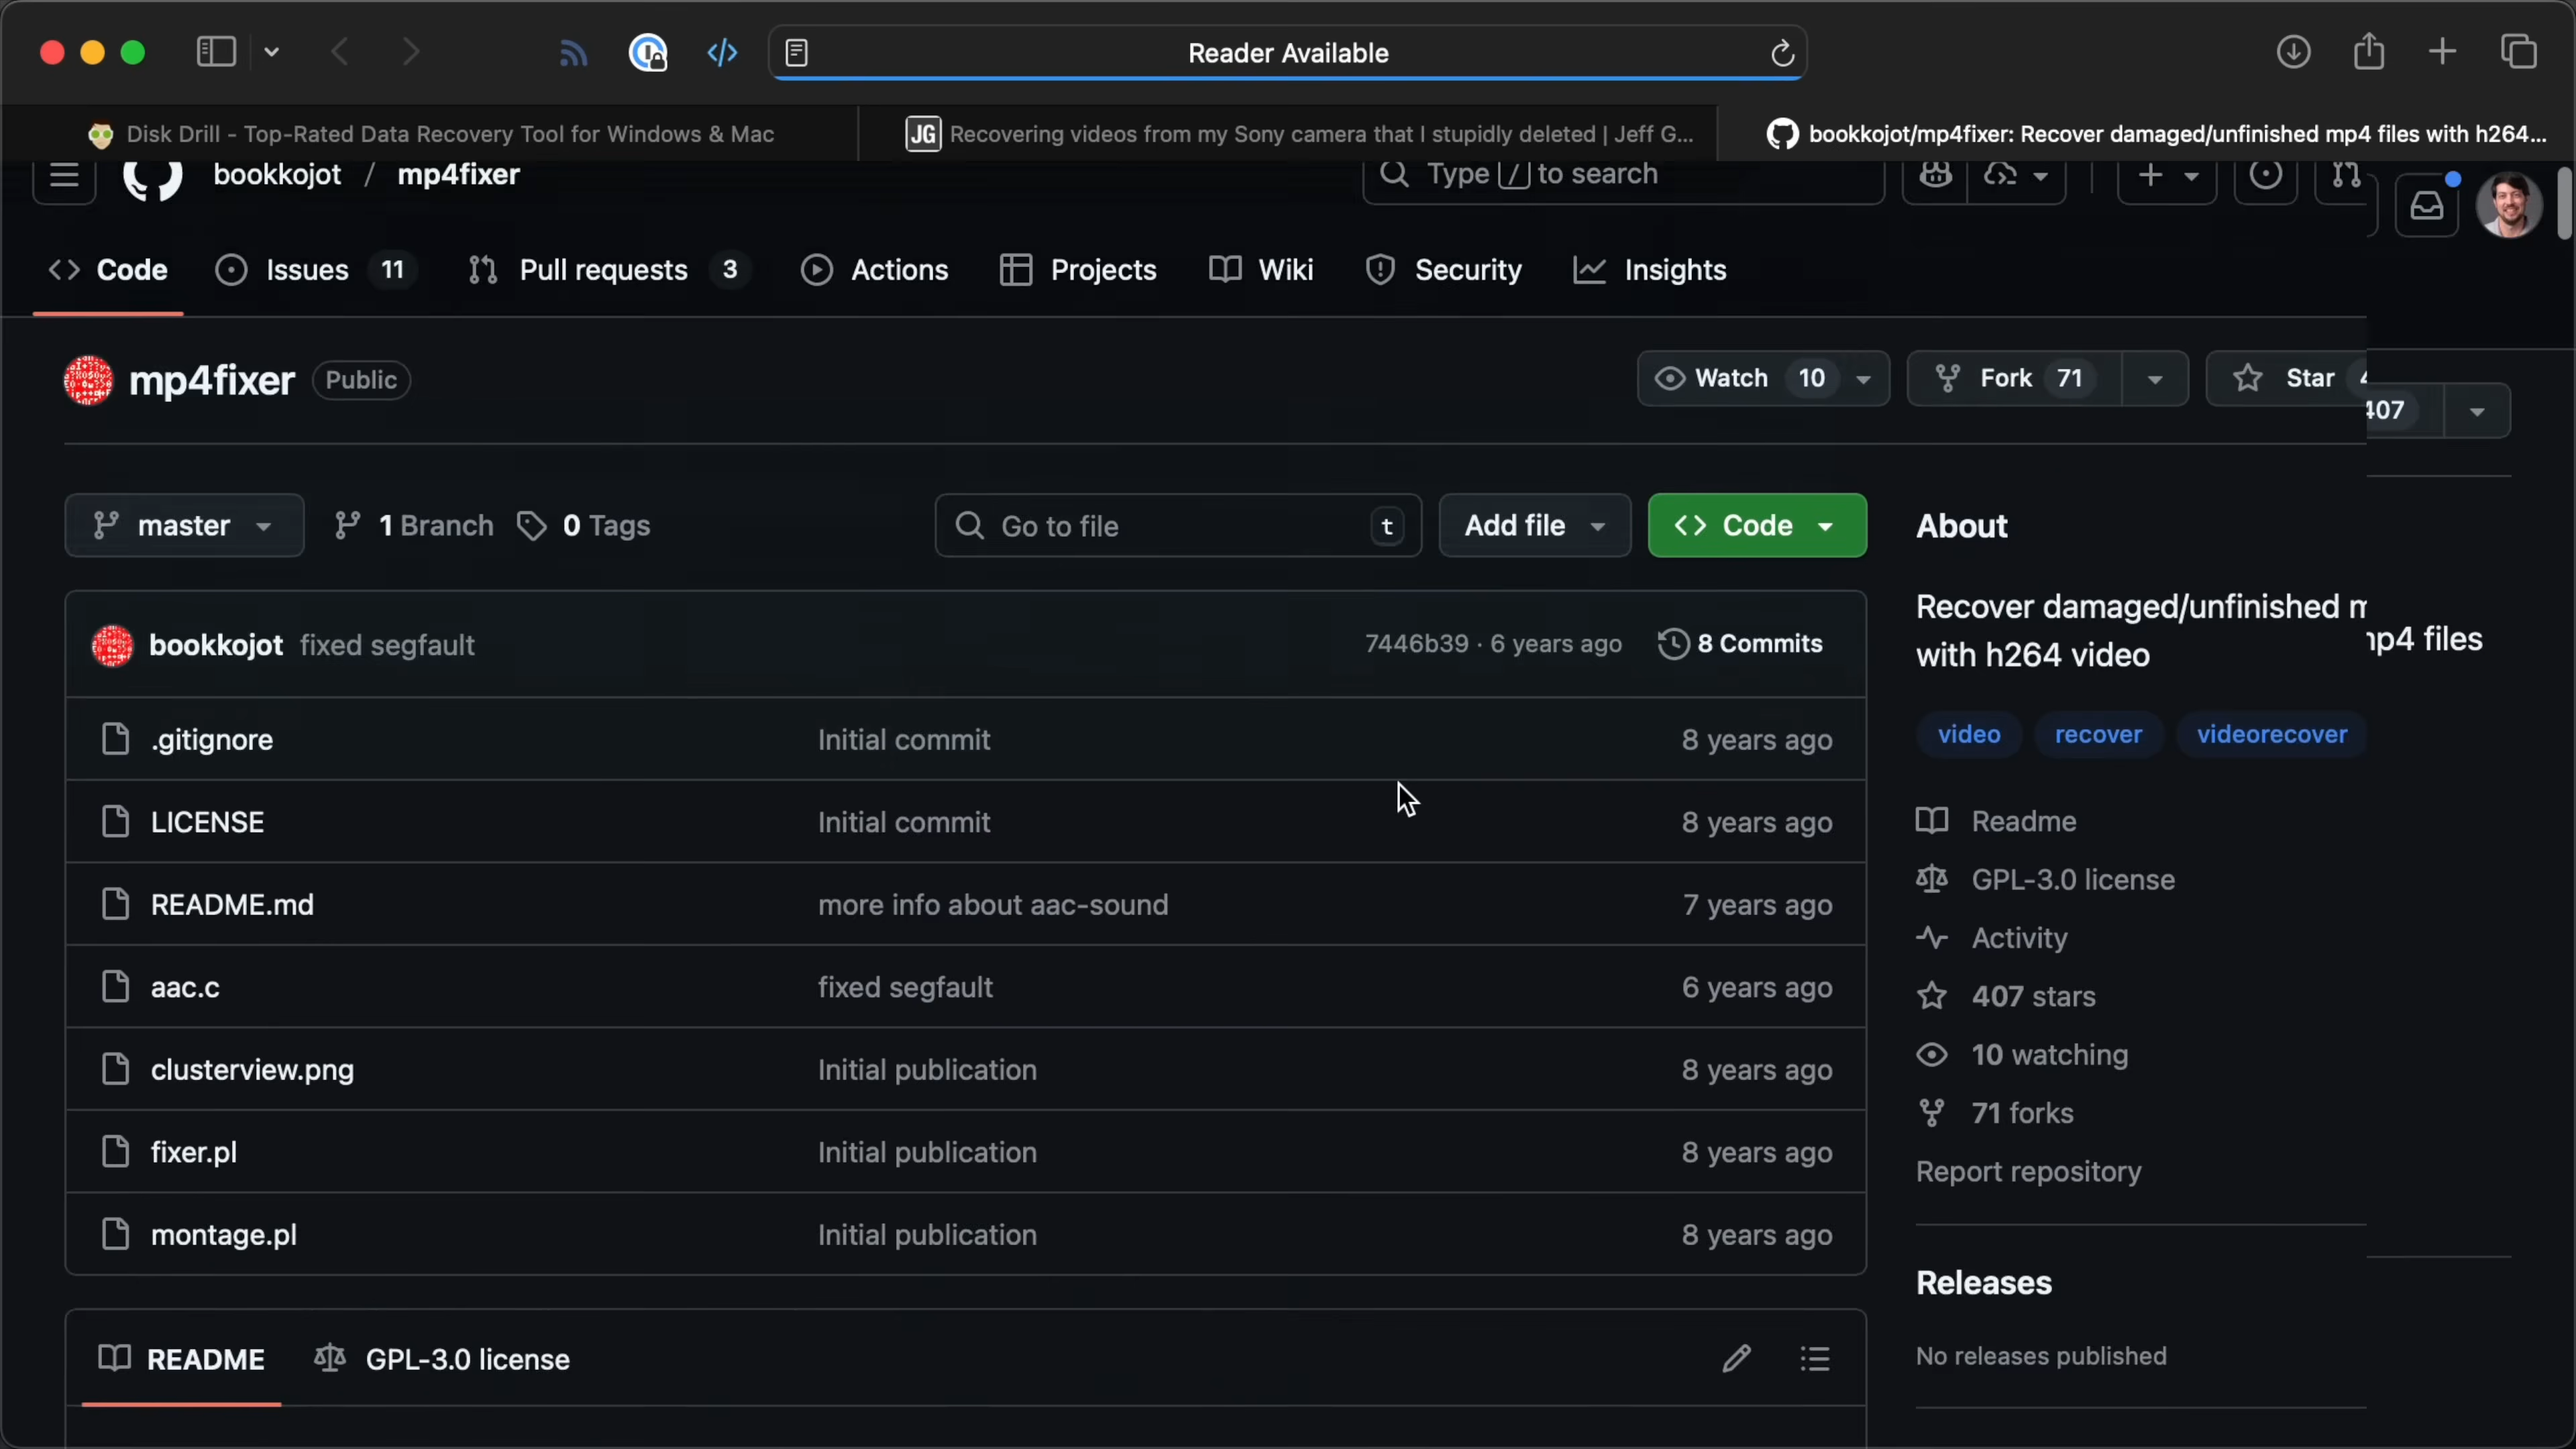 Reader Available
Disk Drill - Top-Rated Data Recovery Tool for Windows & Mac
JG Recovering videos from my Sony camera that I stupidly deleted | Jeff G...
bookkojot/mp4fixer: Recover damaged/unfinished mp4 files with h264...
bookkojot / mp4fixer
Type / to search
Code
Issues 11
Pull requests 3
Actions
Projects
Wiki
Security
Insights
mp4fixer Public
Watch 10
Fork 71
Star 4
407
master
1 Branch
0 Tags
Go to file t
Add file
Code
bookkojot fixed segfault 7446b39 · 6 years ago 8 Commits
.gitignore Initial commit 8 years ago
LICENSE Initial commit 8 years ago
README.md more info about aac-sound 7 years ago
aac.c fixed segfault 6 years ago
clusterview.png Initial publication 8 years ago
fixer.pl Initial publication 8 years ago
montage.pl Initial publication 8 years ago
README
GPL-3.0 license
About
Recover damaged/unfinished mp4 files
with h264 video
video recover videorecover
Readme
GPL-3.0 license
Activity
407 stars
10 watching
71 forks
Report repository
Releases
No releases published